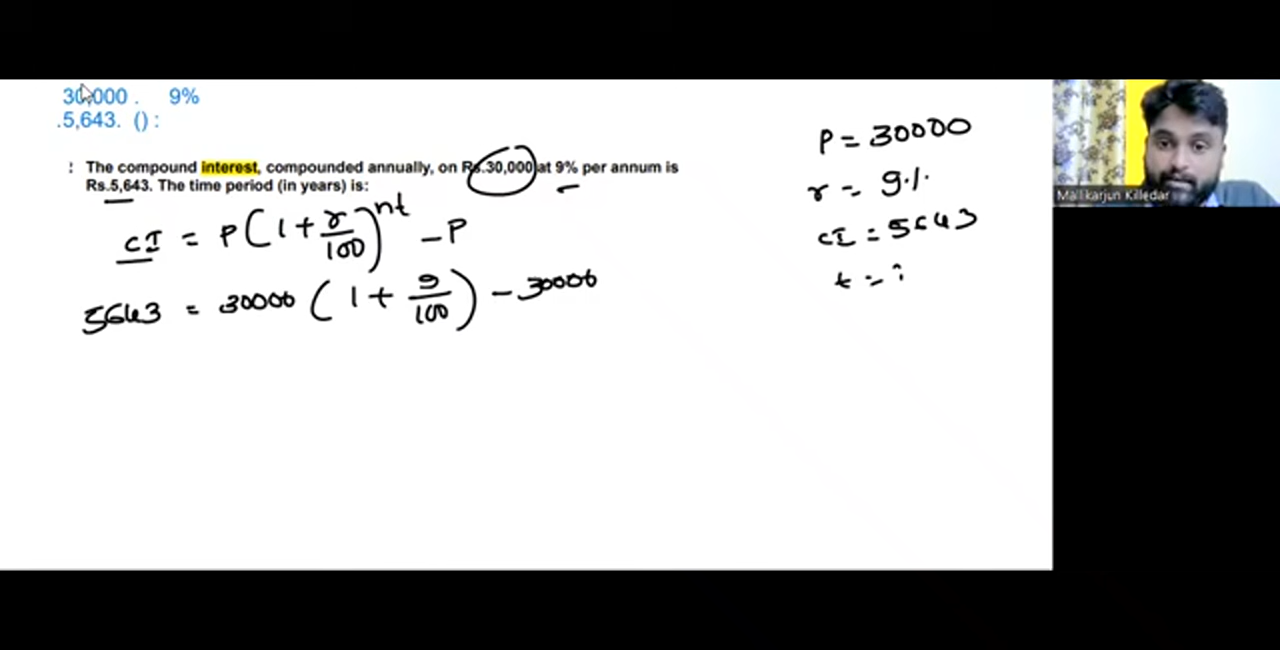 30,000 . 9%
.5,643. () :
: The compound interest, compounded annually, on Rs.30,000 at 9% per annum is
Rs.5,643. The time period (in years) is:
CI = P(1+r/100)^nt - P
5643 = 30000 (1+9/100) - 30000
P = 30000
r = 9%
CI = 5643
t = ?
Mallikarjun Killedar